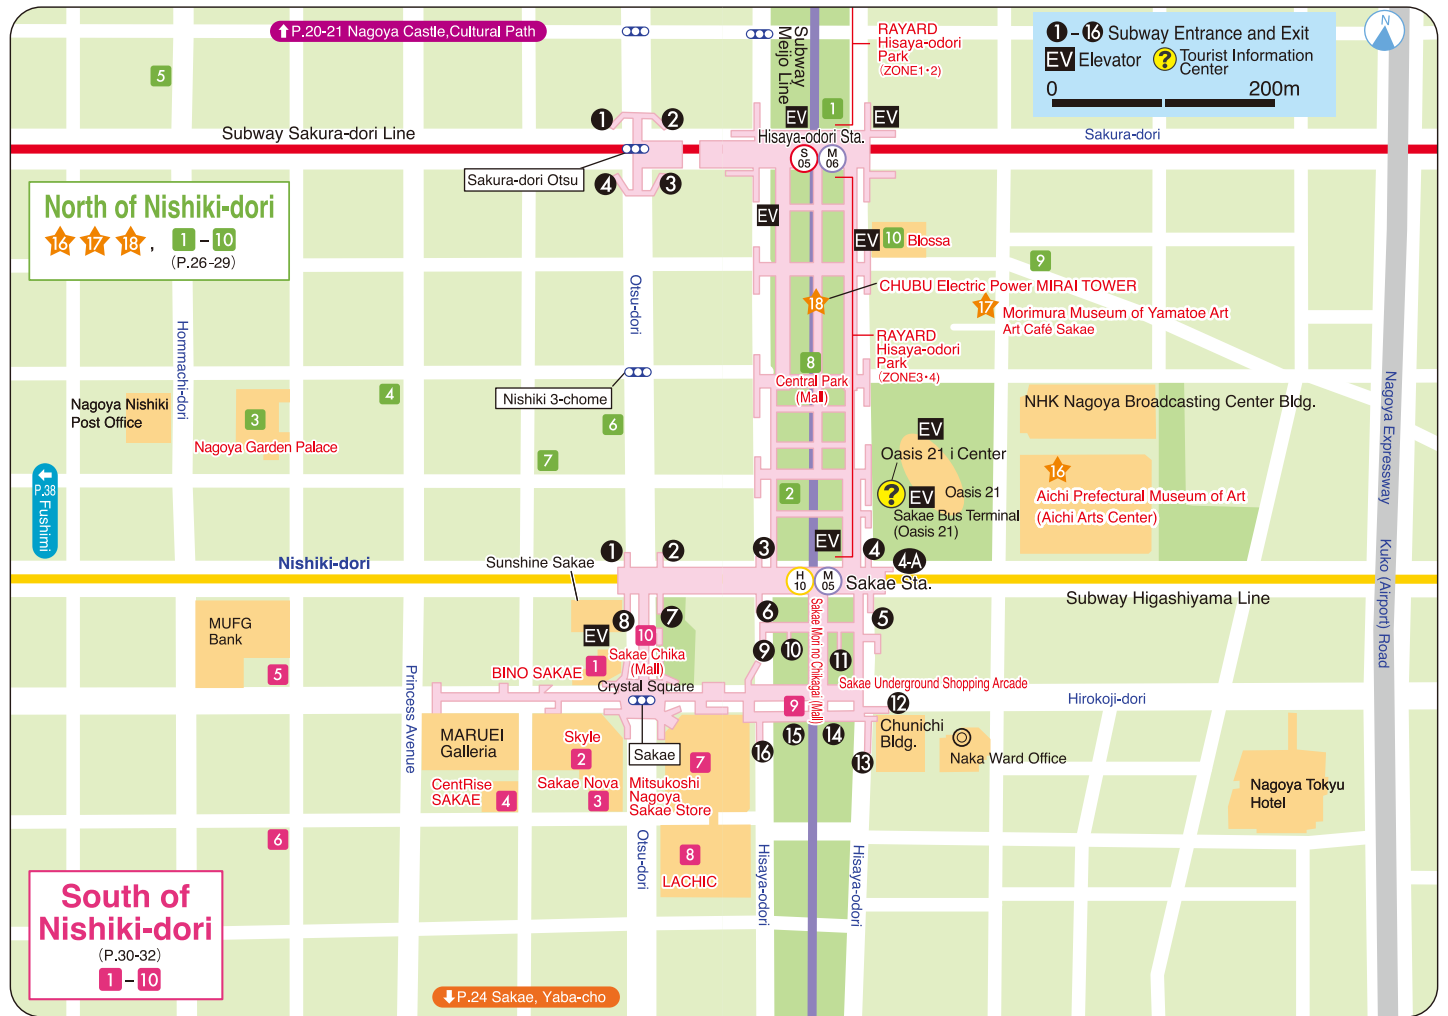 P.20-21 Nagoya Castle,Cultural Path
Subway
Meijo Line
RAYARD
Hisaya-odori
Park
(ZONE1・2)
1 – 16 Subway Entrance and Exit
EV Elevator
? Tourist Information
Center
0 200m
N
5
1
EV
EV
1
2
Subway Sakura-dori Line
Hisaya-odori Sta.
Sakura-dori
S
05
M
06
Sakura-dori Otsu
4
3
North of Nishiki-dori
16 17 18 , 1 – 10
(P.26-29)
EV
EV
10
Blossa
9
Otsu-dori
CHUBU Electric Power MIRAI TOWER
18
17
Morimura Museum of Yamatoe Art
Art Café Sakae
Hommachi-dori
RAYARD
Hisaya-odori
Park
(ZONE3・4)
8
Central Park
(Mall)
Nishiki 3-chome
4
Nagoya Nishiki
Post Office
3
Nagoya Garden Palace
6
7
NHK Nagoya Broadcasting Center Bldg.
Nagoya Expressway
EV
Oasis 21 i Center
?
EV
Oasis 21
Sakae Bus Terminal
(Oasis 21)
16
Aichi Prefectural Museum of Art
(Aichi Arts Center)
P.38 Fushimi
2
EV
1
2
3
4
4-A
Nishiki-dori
Sunshine Sakae
H
10
M
05
Sakae Sta.
Subway Higashiyama Line
Kuko (Airport) Road
MUFG
Bank
8
7
6
5
EV
10
Sakae Chika
(Mall)
9
10
11
Sakae Mori no Chikagai (Mall)
5
BINO SAKAE
1
Crystal Square
Sakae Underground Shopping Arcade
Princess Avenue
9
12
Hirokoji-dori
MARUEI
Galleria
Skyle
2
Sakae
7
16
15
14
13
Chunichi
Bldg.
Naka Ward Office
CentRise
SAKAE
4
Sakae Nova
3
Mitsukoshi
Nagoya
Sakae Store
Nagoya Tokyu
Hotel
6
8
LACHIC
Otsu-dori
Hisaya-odori
Hisaya-odori
South of
Nishiki-dori
(P.30-32)
1 – 10
P.24 Sakae, Yaba-cho